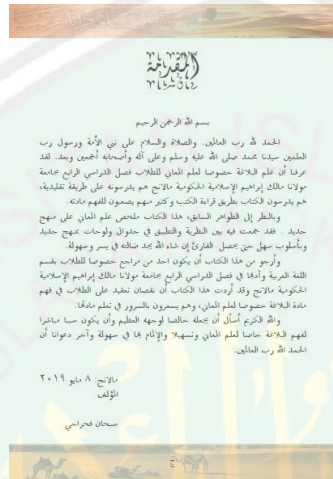 المقدمة
بسم الله الرحمن الرحيم
الحمد لله رب العالمين. والصلاة والسلام على نبي الأمة ورسول رب
العلمين سيدنا محمد صلى الله عليه وسلم وعلى آله وأصحابه أجمعين وبعد. لقد
عرفنا أن علم البلاغة خصوصا لعلم المعاني للطلاب فصل الدراسي الرابع بجامعة
مولانا مالك إبراهيم الإسلامية الحكومية مالانج هم يدرسونه على طريقة تقليدية،
هم يدرسون الكتاب بطريق قراءة الكتب وكثير منهم يصعبون لفهم مادته.
وبالنظر إلى الظواهر السابق، هذا الكتاب ملخص علم المعاني على منهج
جديد . فقد جمعت فيه بين النظرية والتطبيق في جداول ولوحات بمنهج جديد
وبأسلوب سهل حتى يحصل القارئ إن شاء الله يجد ضالته في يسر وسهولة.
وأرجو من هذا الكتاب أن يكون احد من مراجع خصوصا للطلاب بقسم
اللغة العربية وأدبها في فصل الدراسي الرابع بجامعة مولانا مالك إبراهيم الإسلامية
الحكومية مالانج وقد أردت هذا الكتاب أن نقصان تعقيد على الطلاب في فهم
مادة البلاغة خصوصا لعلم المعاني، وهم يسعرون بالسرور في تعلم مادتها.
والله الكريم أسأل أن يجعله خالصا لوجهه العظيم وأن يكون سببا مباشرا
لفهم البلاغة خاصا لعلم المعاني وتسهيلا والإلمام بها في سهولة وآخر دعوانا أن
الحمد لله رب العالمين.
مالانج: ٨ مايو ٢٠١٩
المؤلف
سبحان فحراجي
ج